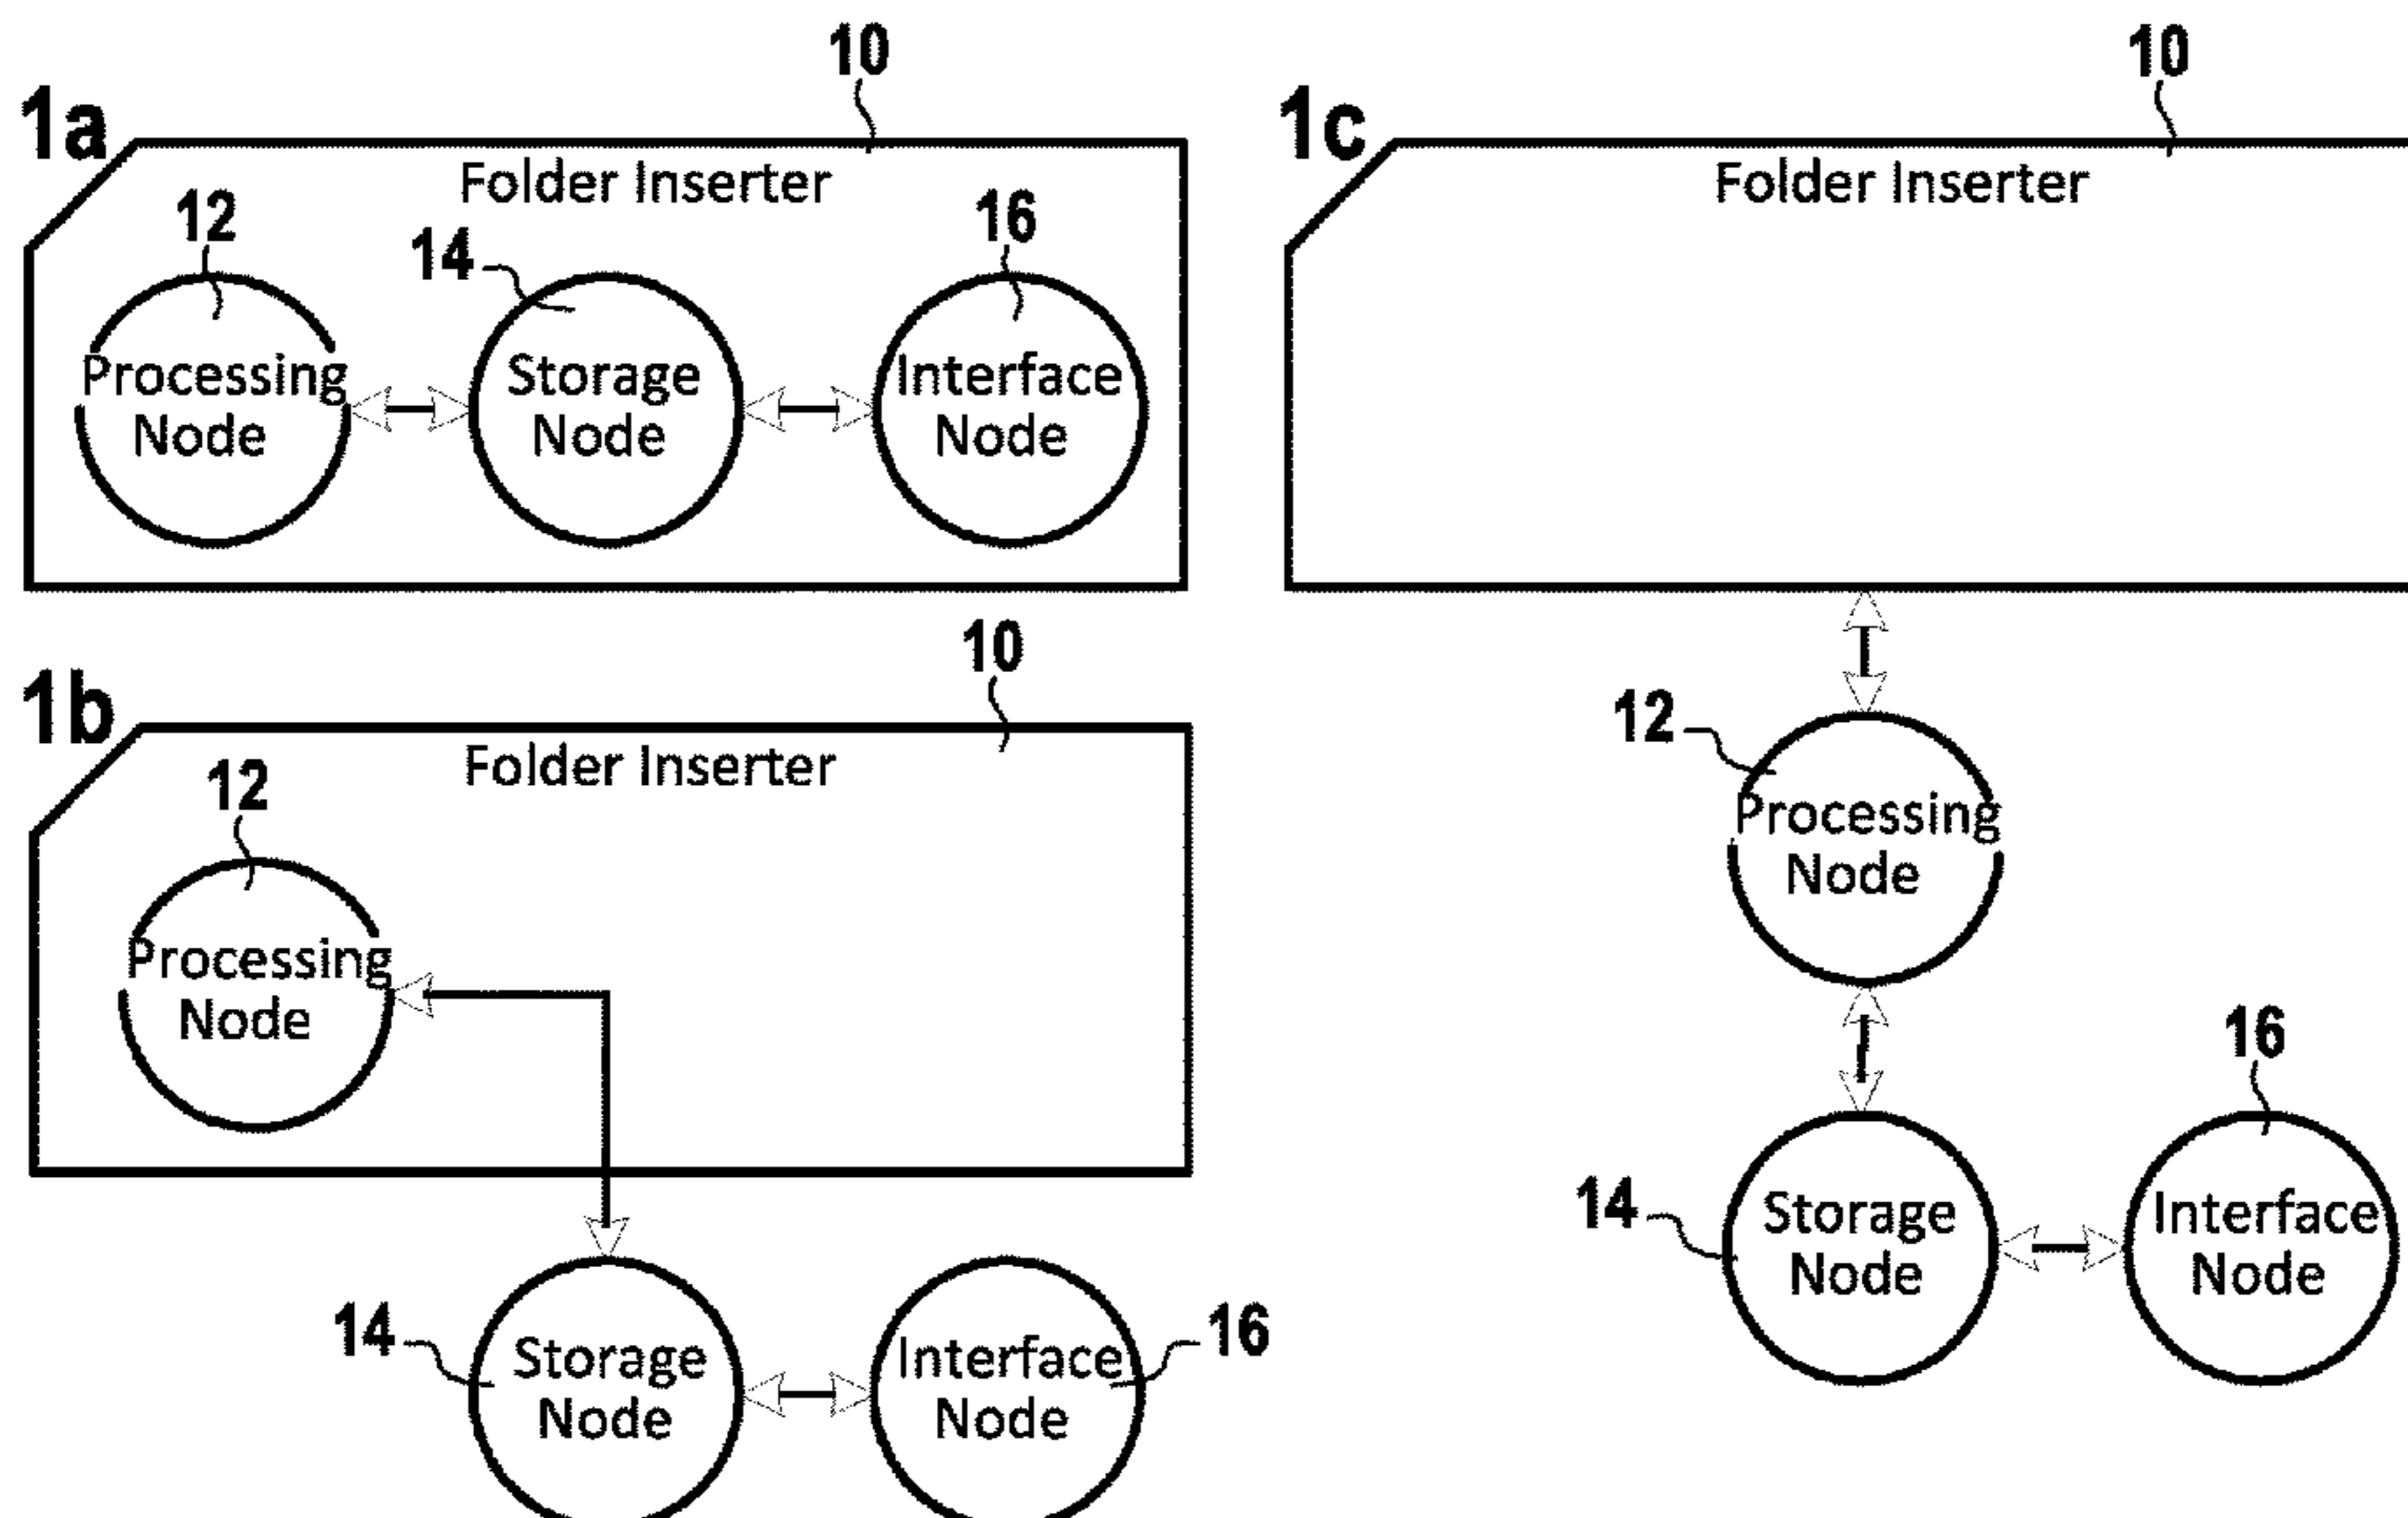 1a
10
Folder Inserter
12
14
16
Processing
Node
Storage
Node
Interface
Node
1b
10
Folder Inserter
12
Processing
Node
14
Storage
Node
Interface
Node
16
1c
10
Folder Inserter
12
Processing
Node
14
Storage
Node
16
Interface
Node